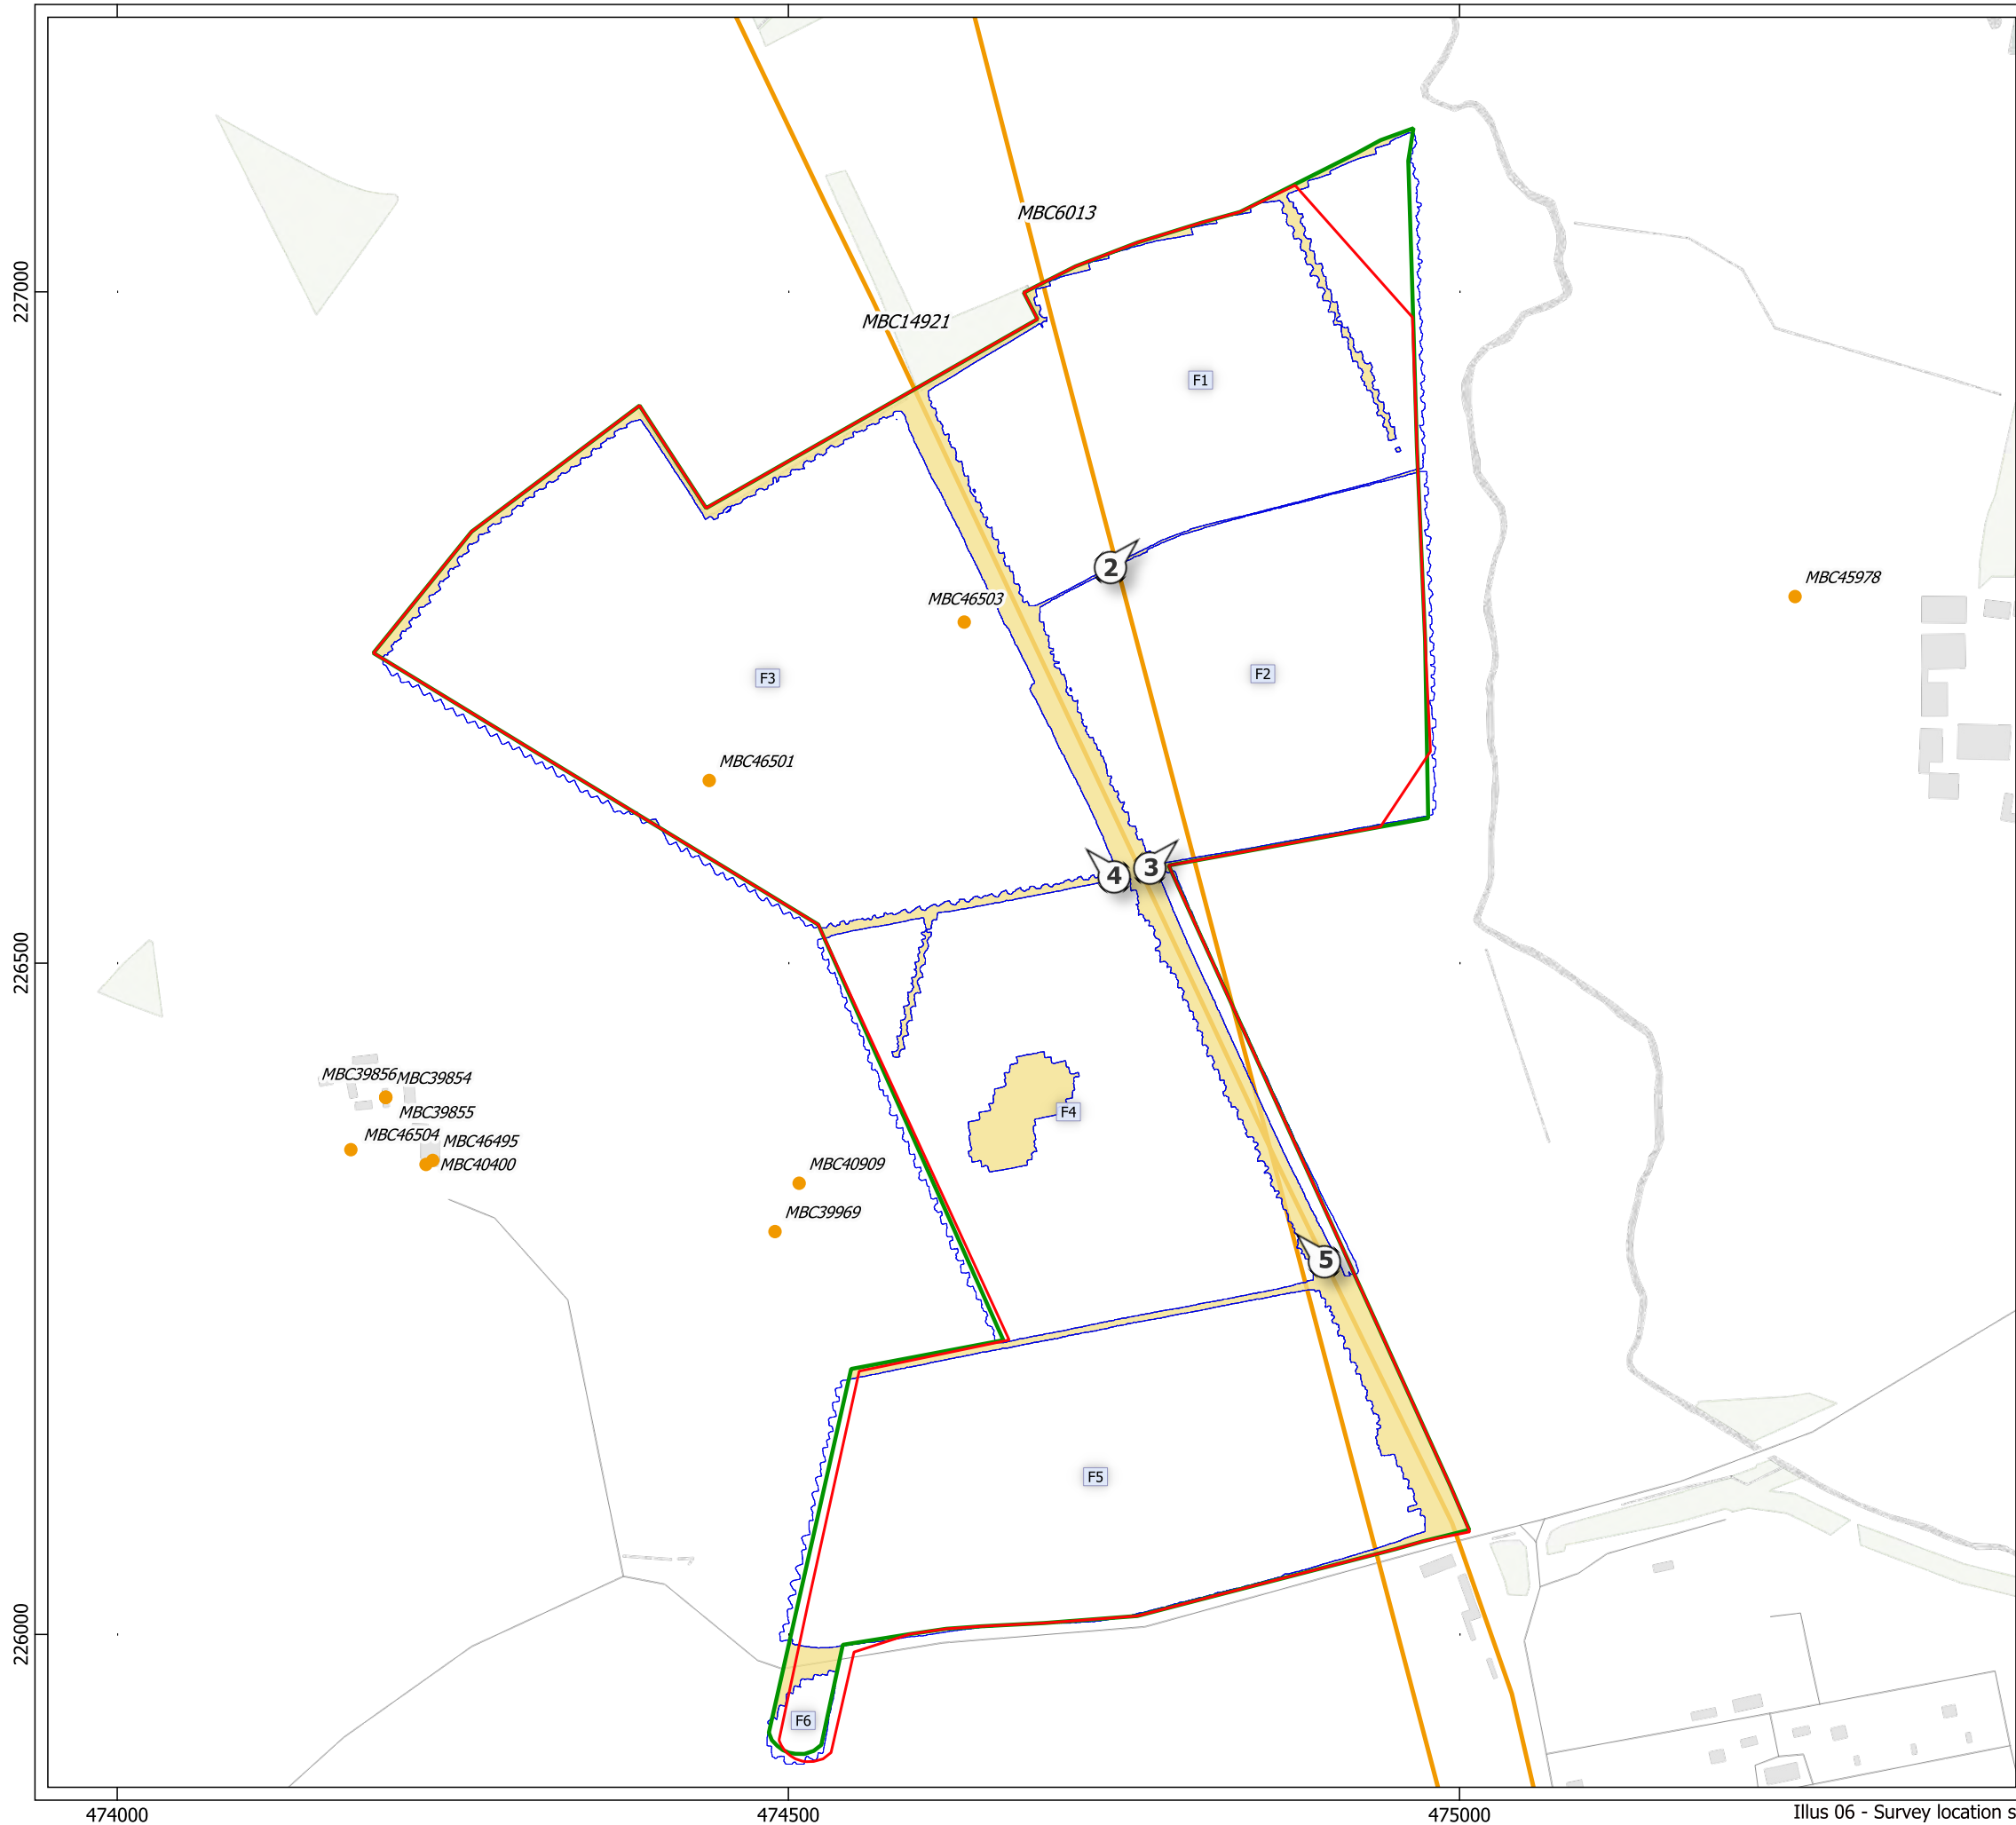 MBC6013
227000
MBC14921
F1
2
MBC45978
MBC46503
F3
F2
MBC46501
3
4
226500
MBC39856
MBC39854
MBC39855
F4
MBC46504
MBC46495
MBC40400
MBC40909
MBC39969
5
F5
226000
F6
474000
474500
475000
Illus 06 - Survey location s